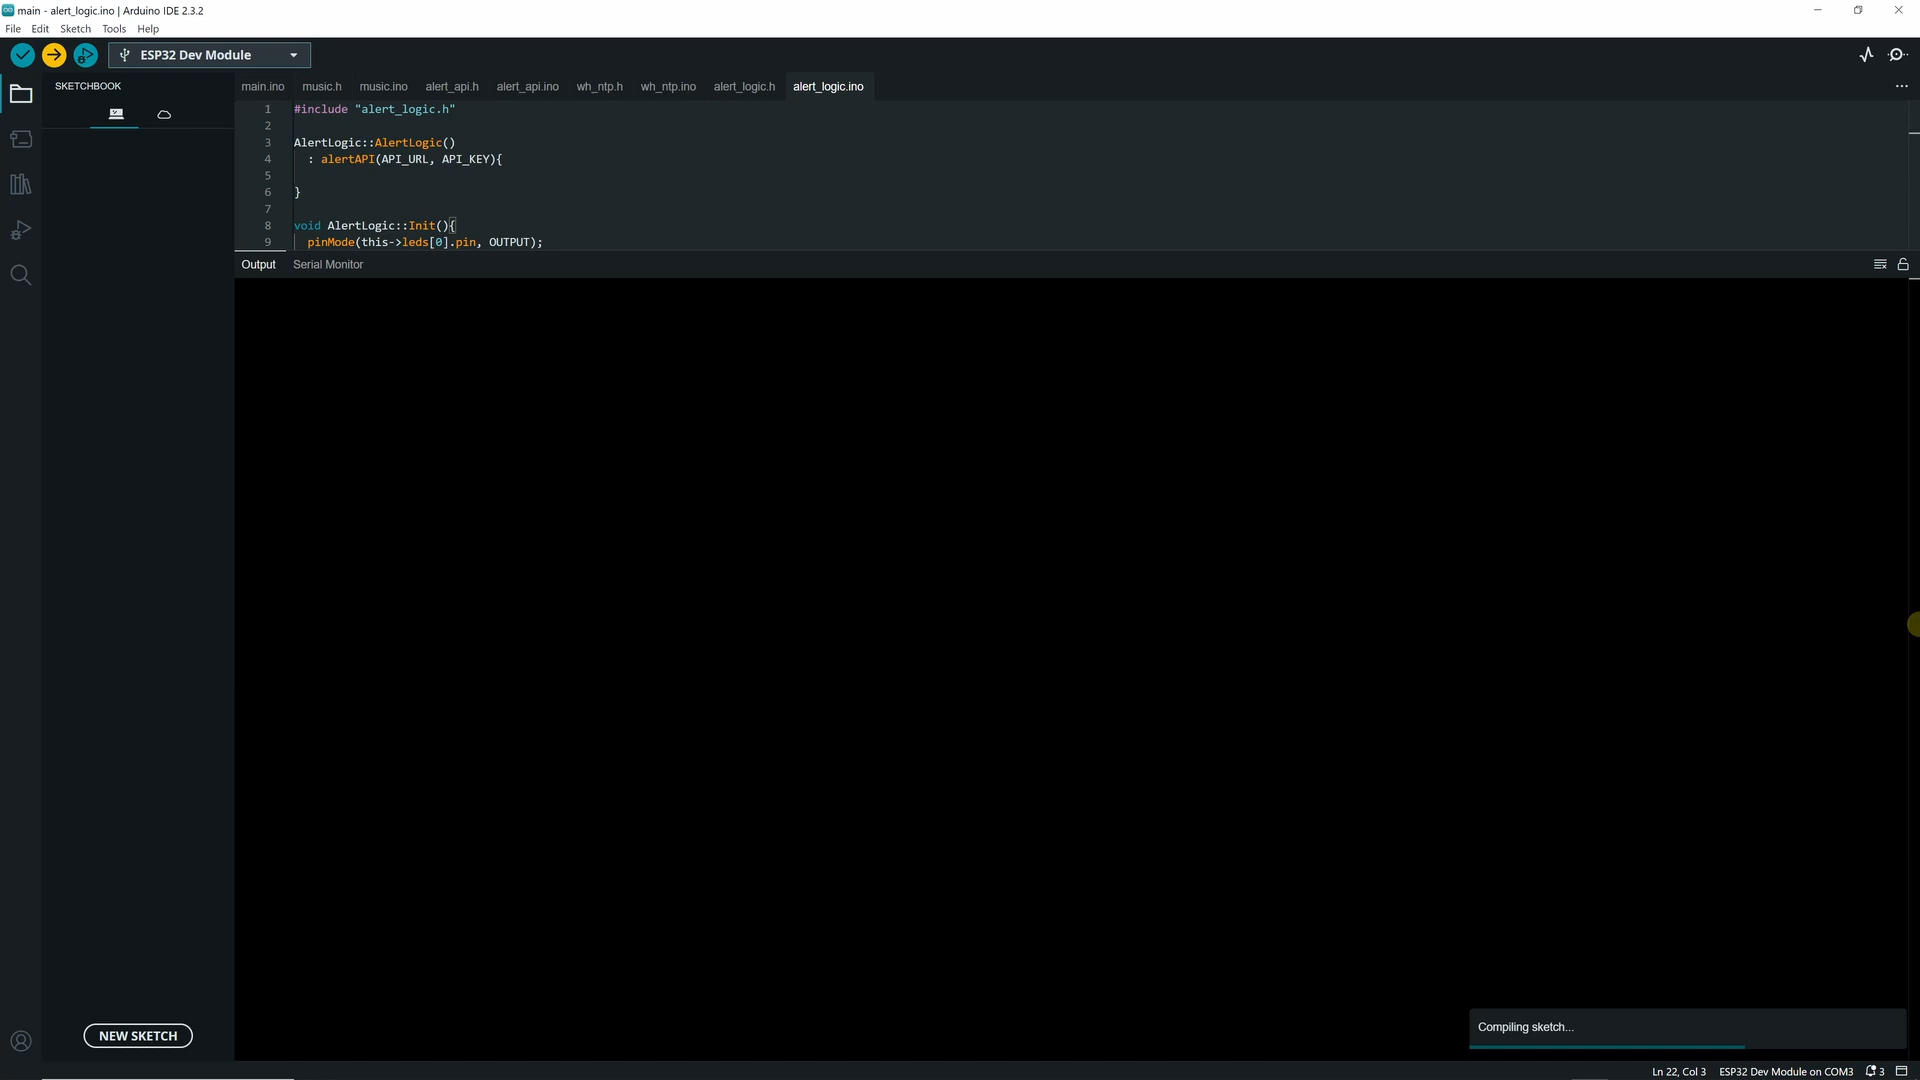 main - alert_logic.ino | Arduino IDE 2.3.2
File Edit Sketch Tools Help
ESP32 Dev Module
SKETCHBOOK
main.ino music.h music.ino alert_api.h alert_api.ino wh_ntp.h wh_ntp.ino alert_logic.h alert_logic.ino
1 #include "alert_logic.h"
2
3 AlertLogic::AlertLogic()
4 : alertAPI(API_URL, API_KEY){
5
6 }
7
8 void AlertLogic::Init(){
9 pinMode(this->leds[0].pin, OUTPUT);
Output Serial Monitor
NEW SKETCH
Compiling sketch...
Ln 22, Col 3 ESP32 Dev Module on COM3 3